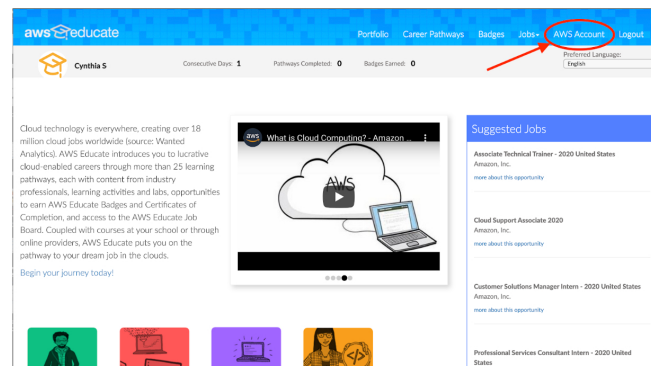 aws educate
Portfolio Career Pathways Badges Jobs AWS Account Logout
Cynthia S
Consecutive Days: 1 Pathways Completed: 0 Badges Earned: 0
Preferred Language:
English
Cloud technology is everywhere, creating over 18
million cloud jobs worldwide (source: Wanted
Analytics). AWS Educate introduces you to lucrative
cloud-enabled careers through more than 25 learning
pathways, each with content from industry
professionals, learning activities and labs, opportunities
to earn AWS Educate Badges and Certificates of
Completion, and access to the AWS Educate Job
Board. Coupled with courses at your school or through
online providers, AWS Educate puts you on the
pathway to your dream job in the clouds.
Begin your journey today!
aws What is Cloud Computing? - Amazon ...
AWS
Suggested Jobs
Associate Technical Trainer - 2020 United States
Amazon, Inc.
more about this opportunity
Cloud Support Associate 2020
Amazon, Inc.
more about this opportunity
Customer Solutions Manager Intern - 2020 United States
Amazon, Inc.
more about this opportunity
Professional Services Consultant Intern - 2020 United
States